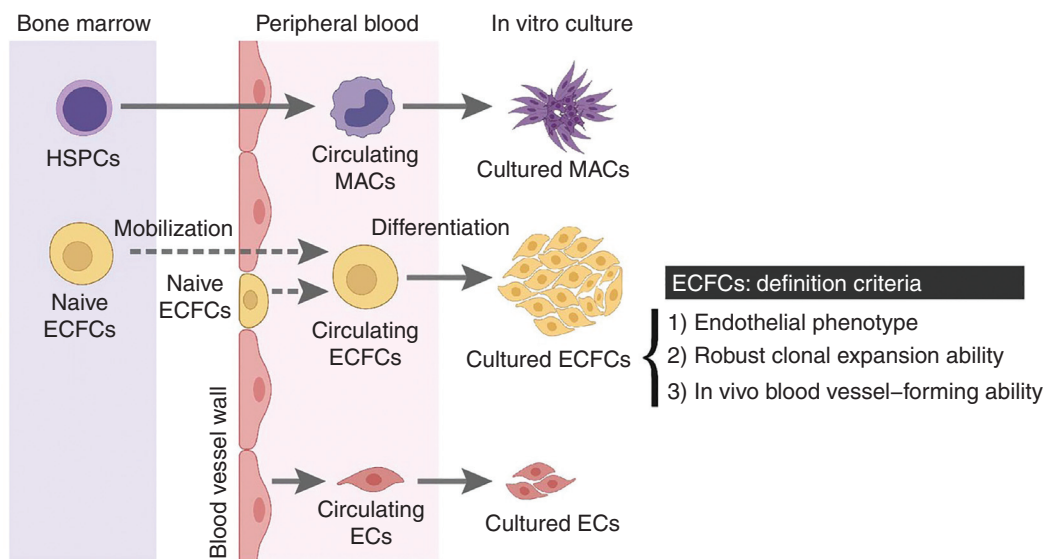 Bone marrow
Peripheral blood
In vitro culture
HSPCs
Circulating
MACs
Cultured MACs
Mobilization
Differentiation
Naive
ECFCs
Naive
ECFCs
Circulating
ECFCs
Cultured ECFCs
ECFCs: definition criteria
1) Endothelial phenotype
2) Robust clonal expansion ability
3) In vivo blood vessel–forming ability
Blood vessel wall
Circulating
ECs
Cultured ECs